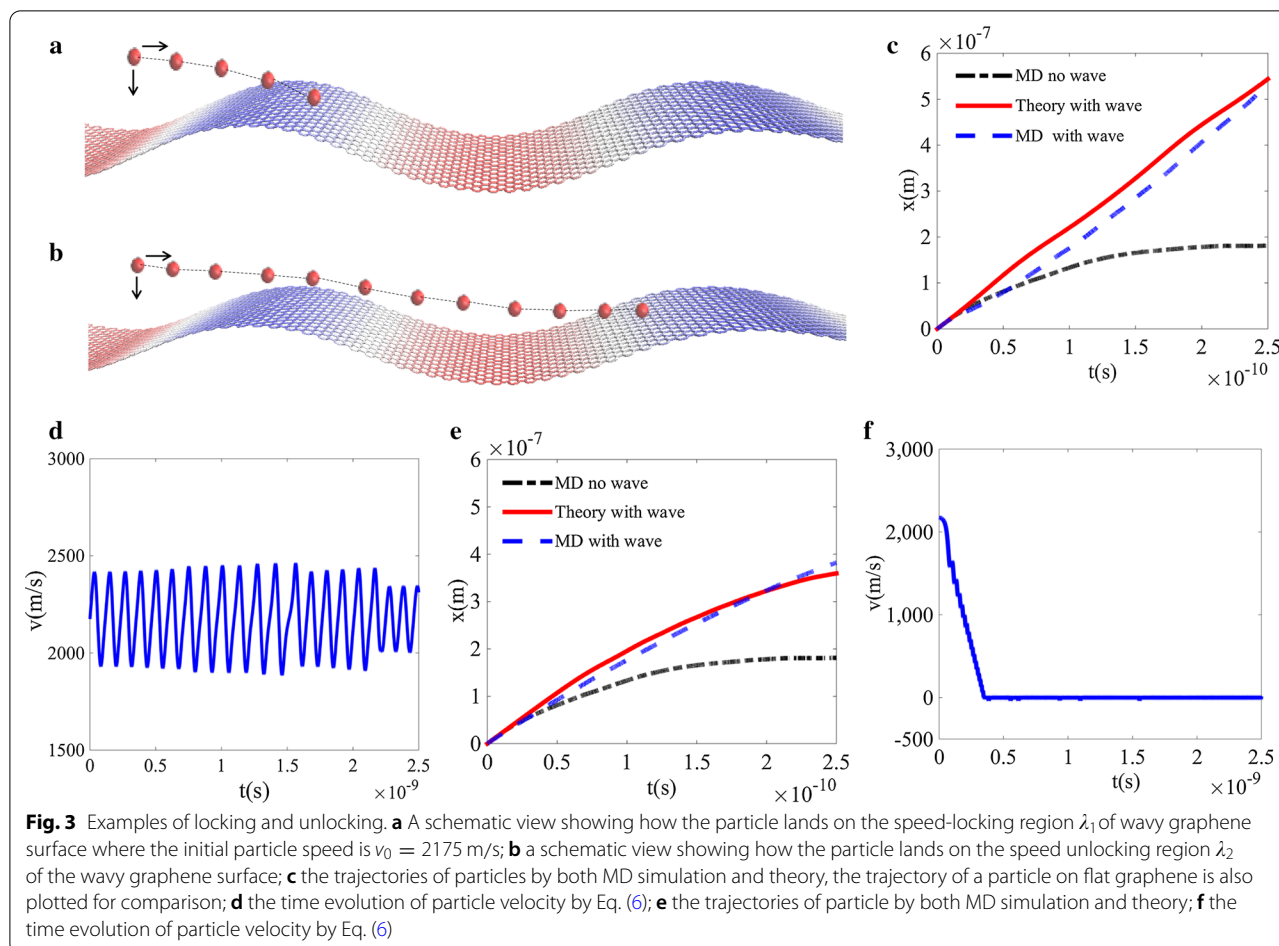 a
b
c
×10⁻⁷
6
5
4
3
2
1
0
x(m)
MD no wave
Theory with wave
MD with wave
0
0.5
1
1.5
2
2.5
t(s)
×10⁻¹⁰
d
3000
2500
2000
1500
v(m/s)
0
0.5
1
1.5
2
2.5
t(s)
×10⁻⁹
e
×10⁻⁷
6
5
4
3
2
1
0
x(m)
MD no wave
Theory with wave
MD with wave
0
0.5
1
1.5
2
2.5
t(s)
×10⁻¹⁰
f
3,000
2,000
1,000
0
-500
v(m/s)
0
0.5
1
1.5
2
2.5
t(s)
×10⁻⁹
Fig. 3 Examples of locking and unlocking. a A schematic view showing how the particle lands on the speed-locking region λ₁ of wavy graphene
surface where the initial particle speed is v₀ = 2175 m/s; b a schematic view showing how the particle lands on the speed unlocking region λ₂
of the wavy graphene surface; c the trajectories of particles by both MD simulation and theory, the trajectory of a particle on flat graphene is also
plotted for comparison; d the time evolution of particle velocity by Eq. (6); e the trajectories of particle by both MD simulation and theory; f the
time evolution of particle velocity by Eq. (6)